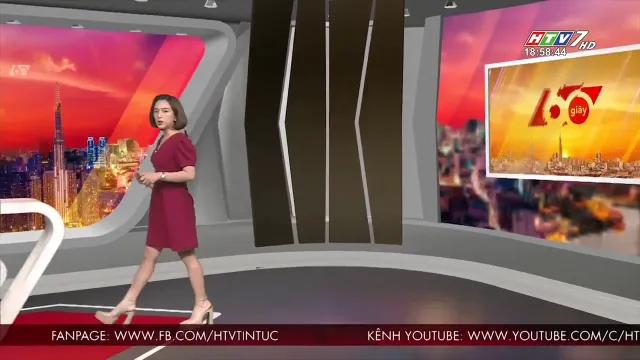 HTV7 HD
18:58:44
60 giây
FANPAGE: WWW.FB.COM/HTVTINTUC
KÊNH YOUTUBE: WWW.YOUTUBE.COM/C/HT